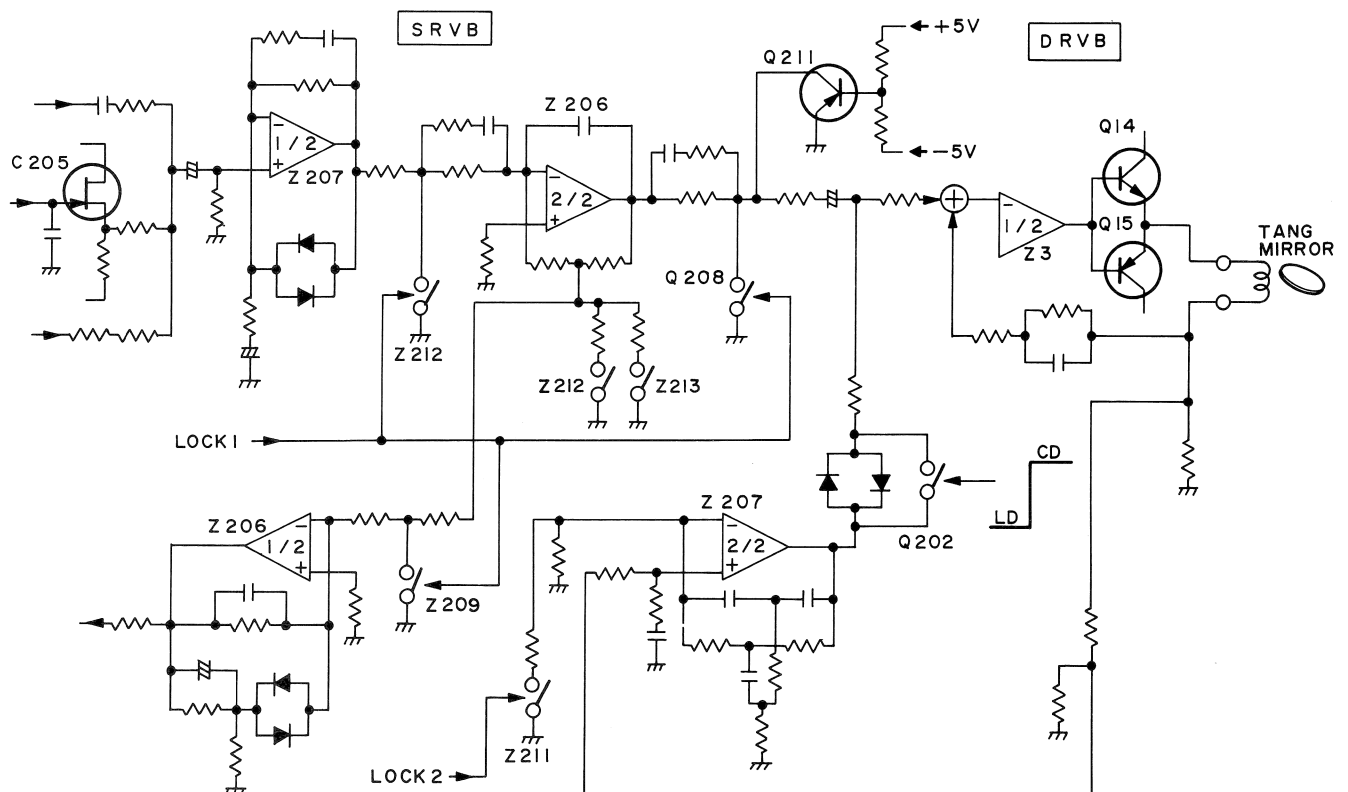 SRVB
DRVB
+5V
Q211
-5V
Z206
Q14
C205
1/2
Z207
2/2
Q15
1/2
Z3
TANG
MIRROR
Q208
Z212
Z212
Z213
LOCK1
CD
LD
Z206
1/2
Z207
2/2
Q202
Z209
Z211
LOCK2